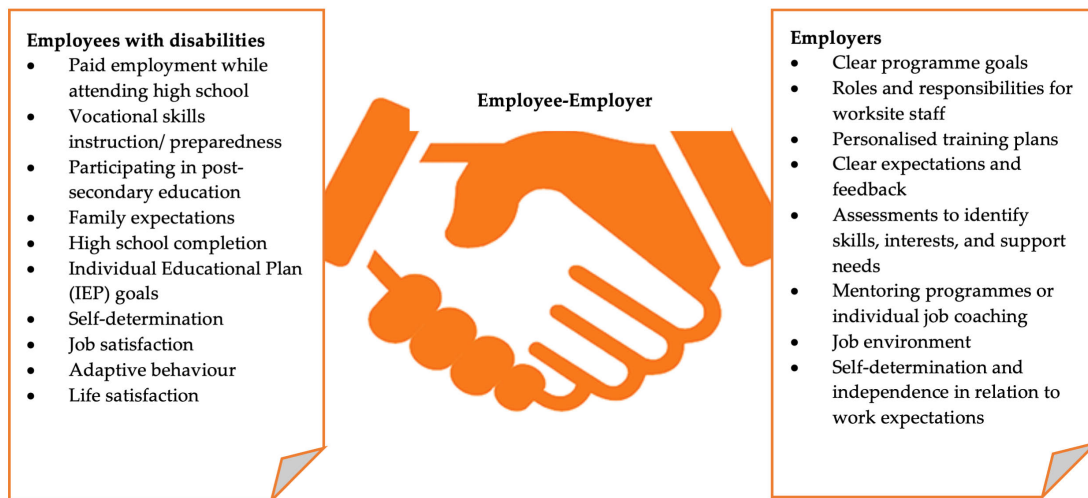 Employees with disabilities
• Paid employment while
attending high school
• Vocational skills
instruction/ preparedness
• Participating in post-
secondary education
• Family expectations
• High school completion
• Individual Educational Plan
(IEP) goals
• Self-determination
• Job satisfaction
• Adaptive behaviour
• Life satisfaction
Employee-Employer
Employers
• Clear programme goals
• Roles and responsibilities for
worksite staff
• Personalised training plans
• Clear expectations and
feedback
• Assessments to identify
skills, interests, and support
needs
• Mentoring programmes or
individual job coaching
• Job environment
• Self-determination and
independence in relation to
work expectations